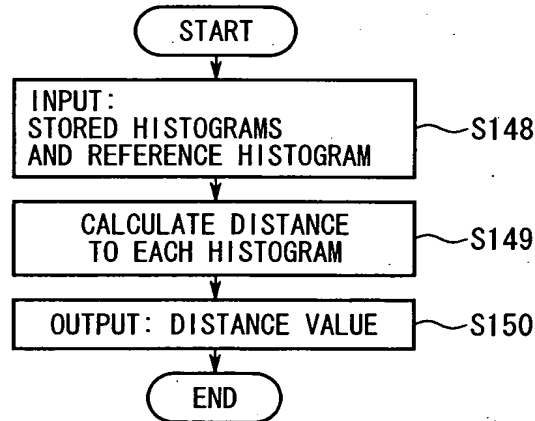 START
INPUT:
STORED HISTOGRAMS
AND REFERENCE HISTOGRAM
S148
CALCULATE DISTANCE
TO EACH HISTOGRAM
S149
OUTPUT: DISTANCE VALUE
S150
END